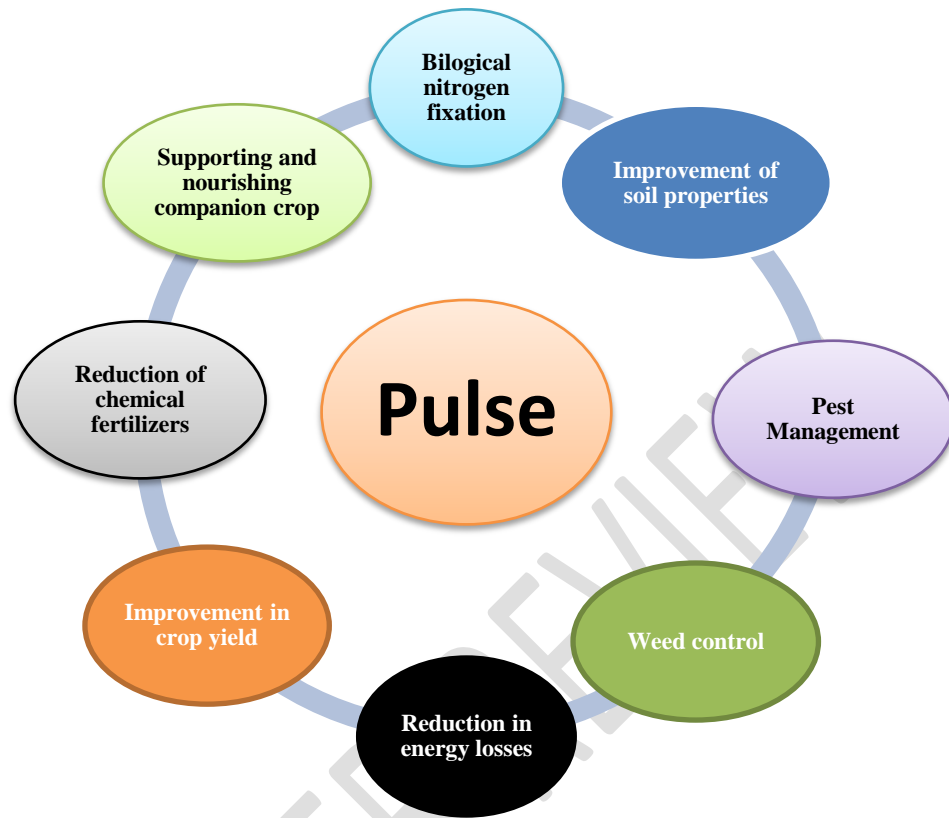 Bilogical
nitrogen
fixation
Improvement of
soil properties
Pest
Management
Weed control
Reduction in
energy losses
Improvement in
crop yield
Reduction of
chemical
fertilizers
Supporting and
nourishing
companion crop
Pulse